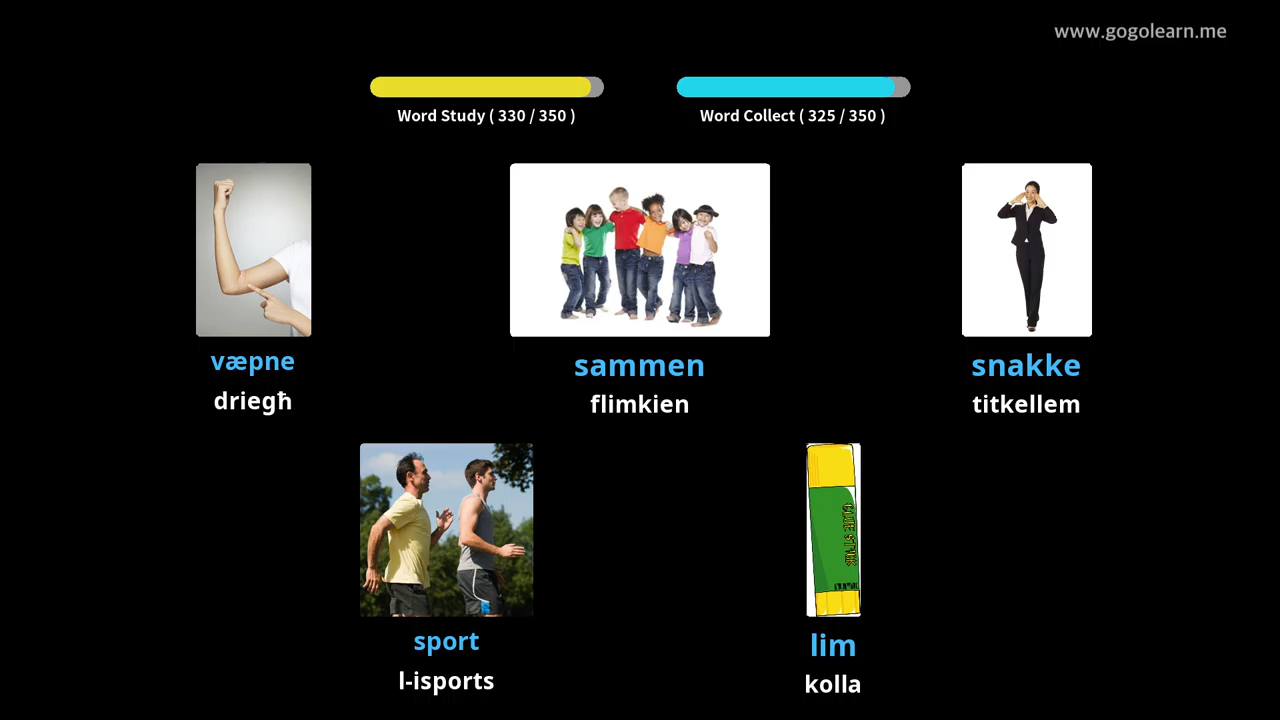 www.gogolearn.me
Word Study ( 330 / 350 )
Word Collect ( 325 / 350 )
væpne
driegħ
sammen
flimkien
snakke
titkellem
sport
l-isports
lim
kolla